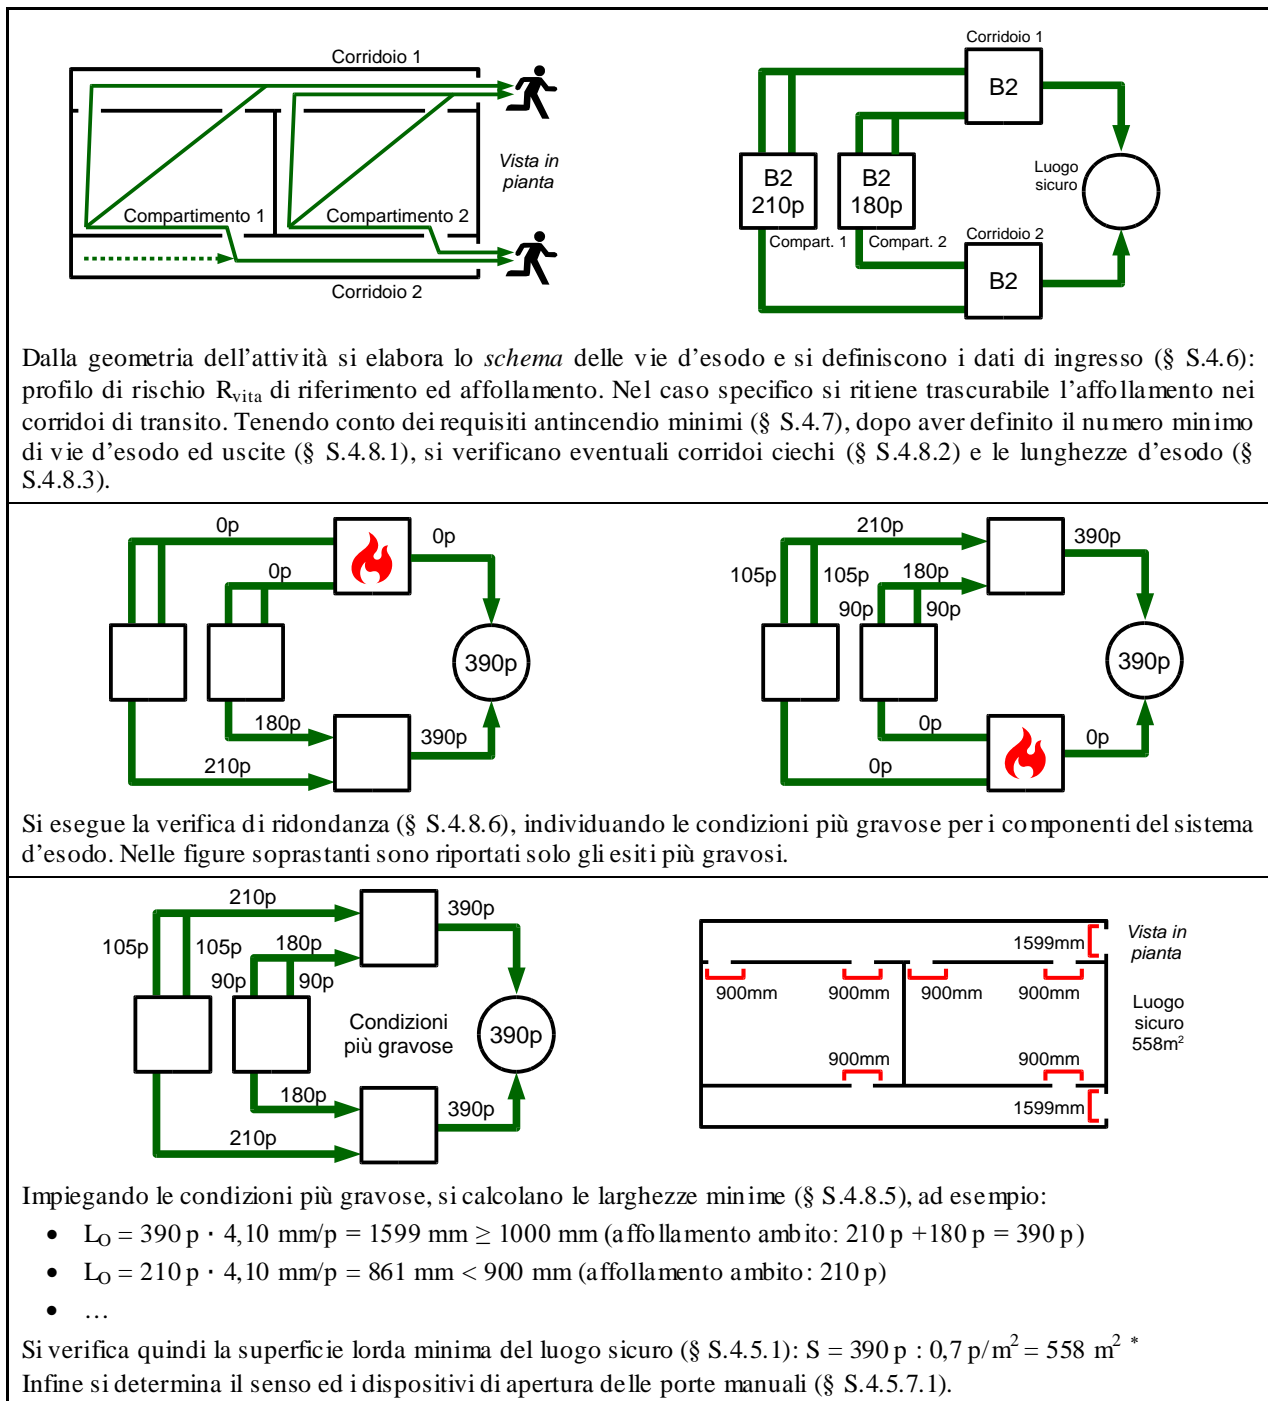 Corridoio 1
Vista in
pianta
Compartimento 1
Compartimento 2
Corridoio 2
Corridoio 1
B2
B2
210p
B2
180p
Compart. 1
Compart. 2
Luogo
sicuro
Corridoio 2
B2
Dalla geometria dell'attività si elabora lo schema delle vie d'esodo e si definiscono i dati di ingresso (§ S.4.6):
profilo di rischio Rvita di riferimento ed affollamento. Nel caso specifico si ritiene trascurabile l'affollamento nei
corridoi di transito. Tenendo conto dei requisiti antincendio minimi (§ S.4.7), dopo aver definito il numero minimo
di vie d'esodo ed uscite (§ S.4.8.1), si verificano eventuali corridoi ciechi (§ S.4.8.2) e le lunghezze d'esodo (§
S.4.8.3).
0p
0p
0p
390p
180p
390p
210p
210p
390p
105p
105p
180p
90p
90p
390p
0p
0p
0p
Si esegue la verifica di ridondanza (§ S.4.8.6), individuando le condizioni più gravose per i componenti del sistema
d'esodo. Nelle figure soprastanti sono riportati solo gli esiti più gravosi.
210p
390p
105p
105p
180p
90p
90p
Condizioni
più gravose
390p
180p
390p
210p
1599mm
Vista in
pianta
900mm
900mm
900mm
900mm
Luogo
sicuro
558m²
900mm
900mm
1599mm
Impiegando le condizioni più gravose, si calcolano le larghezze minime (§ S.4.8.5), ad esempio:
• LO = 390 p · 4,10 mm/p = 1599 mm ≥ 1000 mm (affollamento ambito: 210 p +180 p = 390 p)
• LO = 210 p · 4,10 mm/p = 861 mm < 900 mm (affollamento ambito: 210 p)
• …
Si verifica quindi la superficie lorda minima del luogo sicuro (§ S.4.5.1): S = 390 p : 0,7 p/m² = 558 m² *
Infine si determina il senso ed i dispositivi di apertura delle porte manuali (§ S.4.5.7.1).